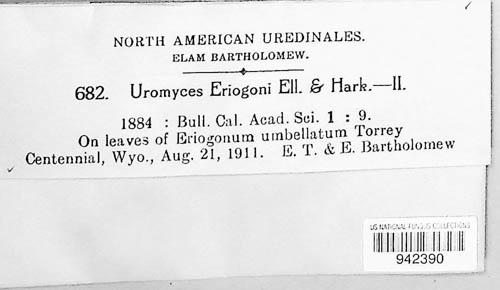 NORTH AMERICAN UREDINALES.
ELAM BARTHOLOMEW.
682. Uromyces Eriogoni Ell. & Hark.—II.
1884 : Bull. Cal. Acad. Sci. 1 : 9.
On leaves of Eriogonum umbellatum Torrey
Centennial, Wyo., Aug. 21, 1911. E. T. & E. Bartholomew
US NATIONAL FUNGUS COLLECTIONS
942390